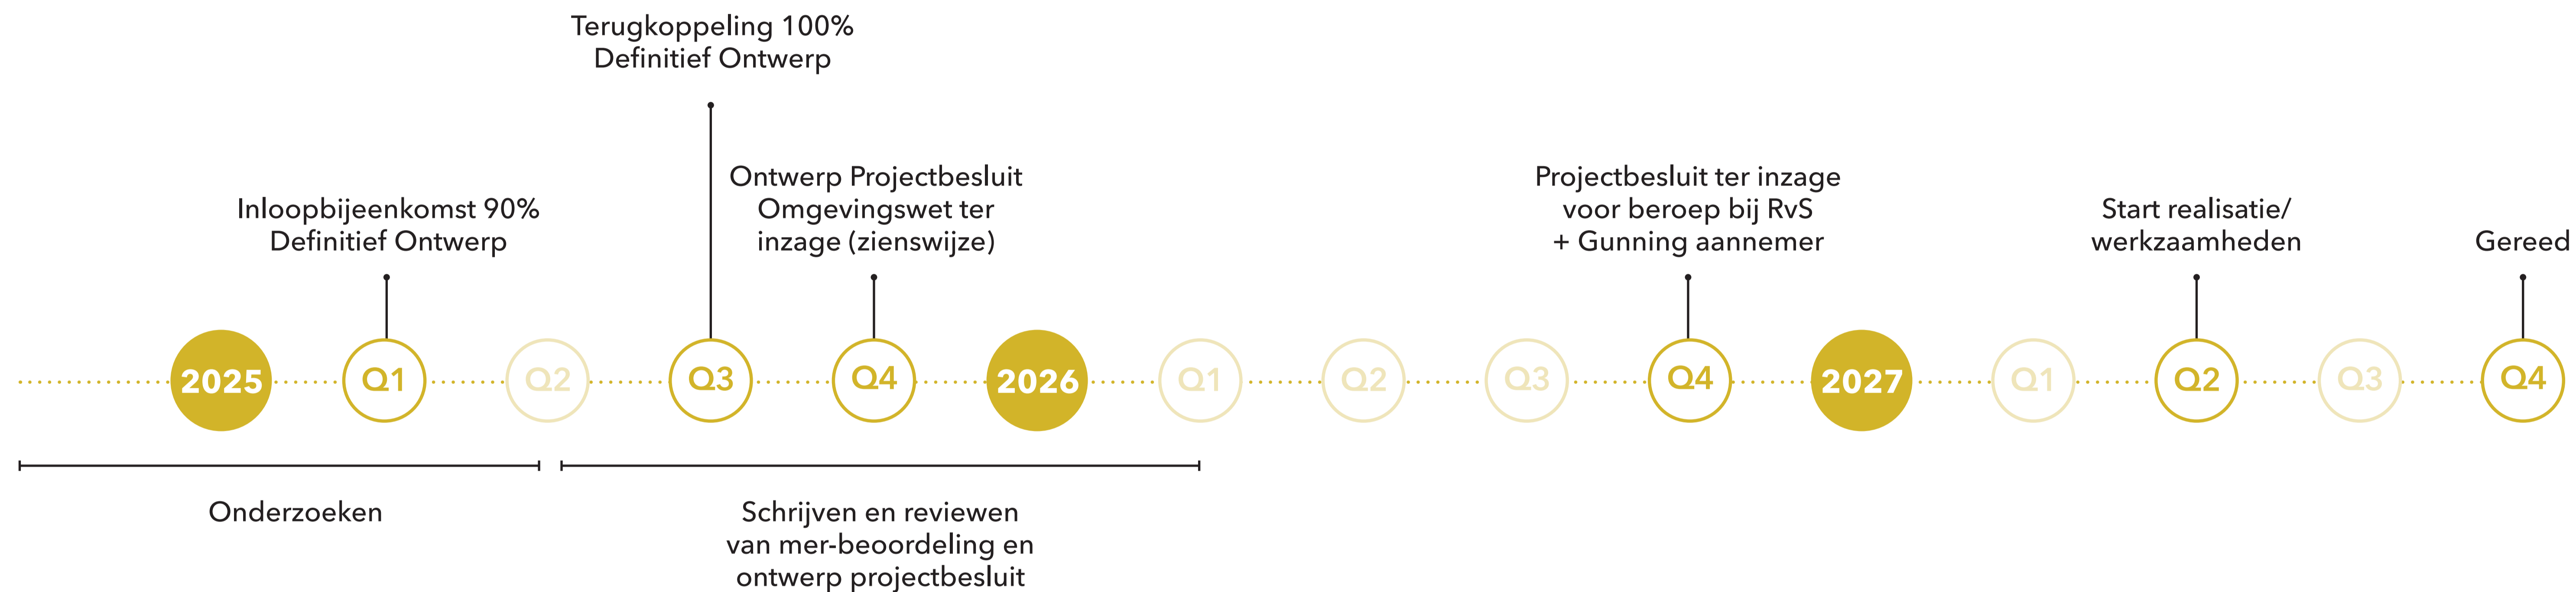 Terugkoppeling 100%
Definitief Ontwerp
Inloopbijeenkomst 90%
Definitief Ontwerp
Ontwerp Projectbesluit
Omgevingswet ter
inzage (zienswijze)
Projectbesluit ter inzage
voor beroep bij RvS
+ Gunning aannemer
Start realisatie/
werkzaamheden
Gereed
2025 Q1 Q2 Q3 Q4 2026 Q1 Q2 Q3 Q4 2027 Q1 Q2 Q3 Q4
Onderzoeken
Schrijven en reviewen
van mer-beoordeling en
ontwerp projectbesluit